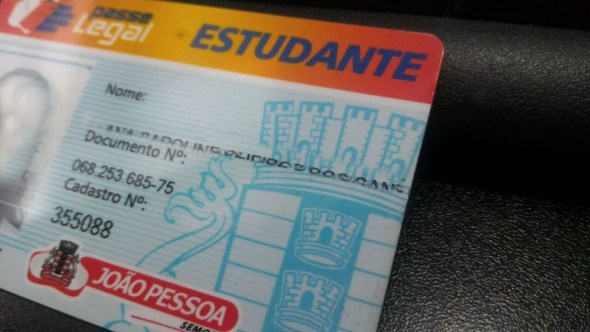 passe
Legal
ESTUDANTE
Nome:
Documento Nº:
068.253.685-75
Cadastro Nº:
355088
JOÃO PESSOA